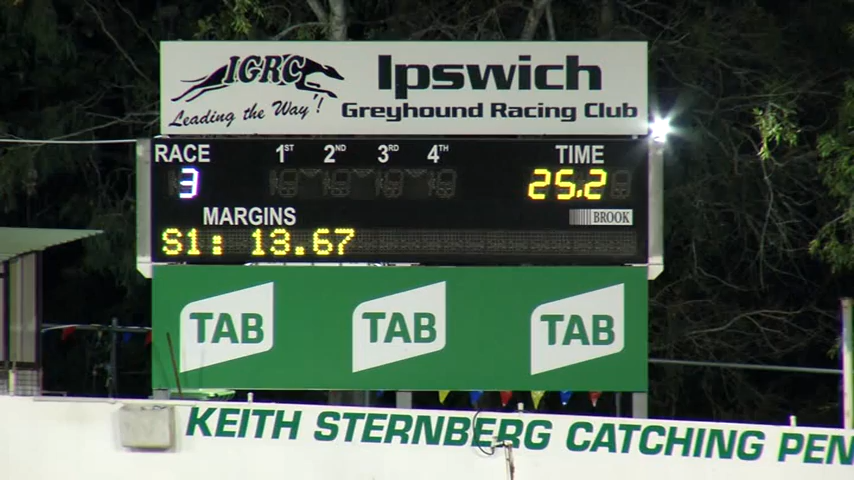 IGRC
Leading the Way!
Ipswich
Greyhound Racing Club
RACE 1ST 2ND 3RD 4TH TIME
3 25.2
MARGINS BROOK
S1: 13.67
TAB TAB TAB
KEITH STERNBERG CATCHING PEN